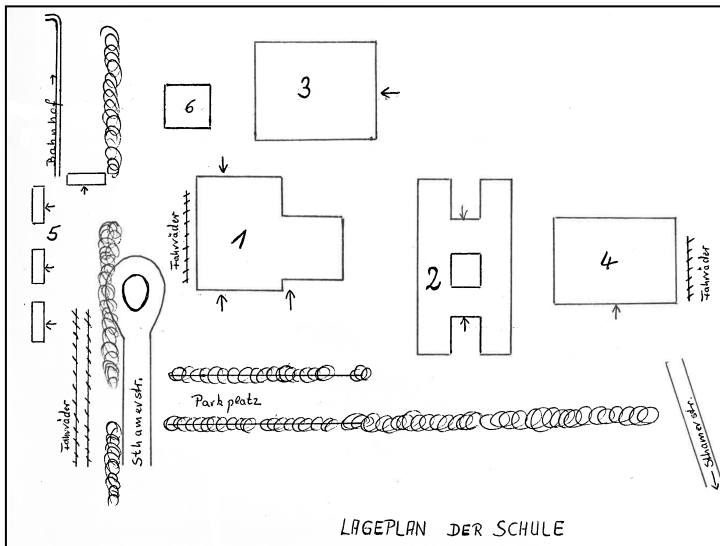 Bahnhof →
3
6
Fahrräder
1
5
2
4
Fahrräder
Parkplatz
Fahrräder
Sthamerstr.
Sthamerstr.
LAGEPLAN DER SCHULE